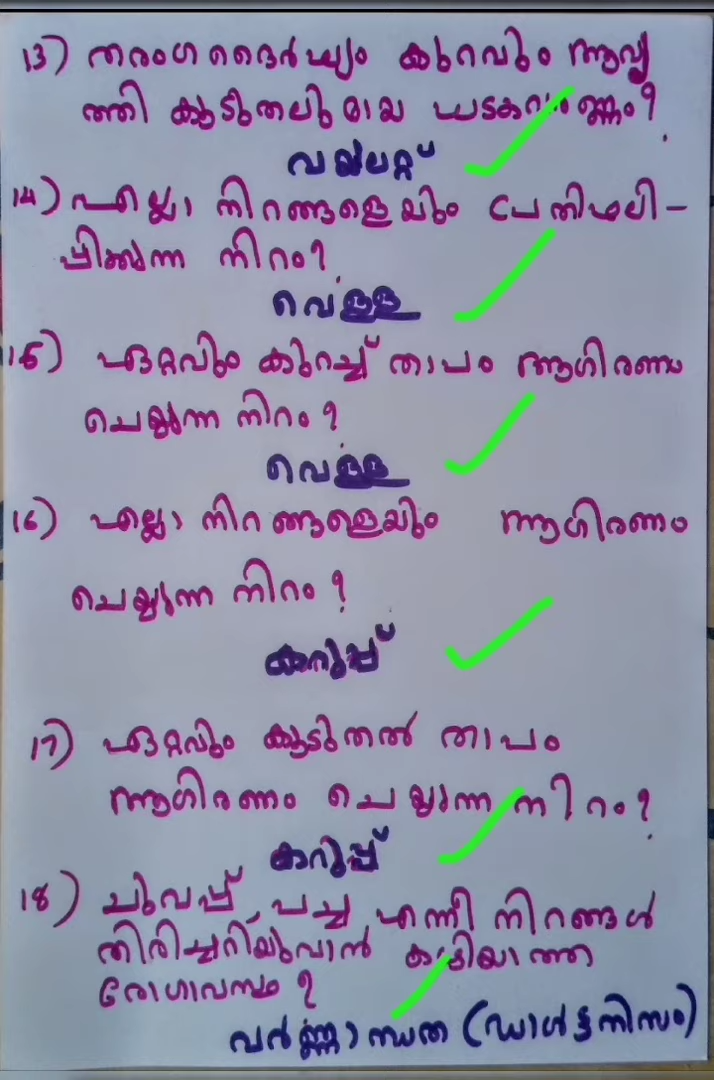 13) തരംഗദൈർഘ്യം കുറവും ആവൃ
ത്തി കൂടുതലുമായ ഘടകവർണ്ണം?
വയലറ്റ്
14) എല്ലാ നിറങ്ങളെയും പ്രതിഫലി-
പ്പിക്കുന്ന നിറം?
വെള്ള
15) ഏറ്റവും കുറച്ച് താപം ആഗിരണം
ചെയ്യുന്ന നിറം?
വെള്ള
16) എല്ലാ നിറങ്ങളെയും ആഗിരണം
ചെയ്യുന്ന നിറം?
കറുപ്പ്
17) ഏറ്റവും കൂടുതൽ താപം
ആഗിരണം ചെയ്യുന്ന നിറം?
കറുപ്പ്
18) ചുവപ്പ്, പച്ച എന്നീ നിറങ്ങൾ
തിരിച്ചറിയുവാൻ കഴിയാത്ത
രോഗാവസ്ഥ?
വർണ്ണാന്ധത (ഡാൾട്ടനിസം)